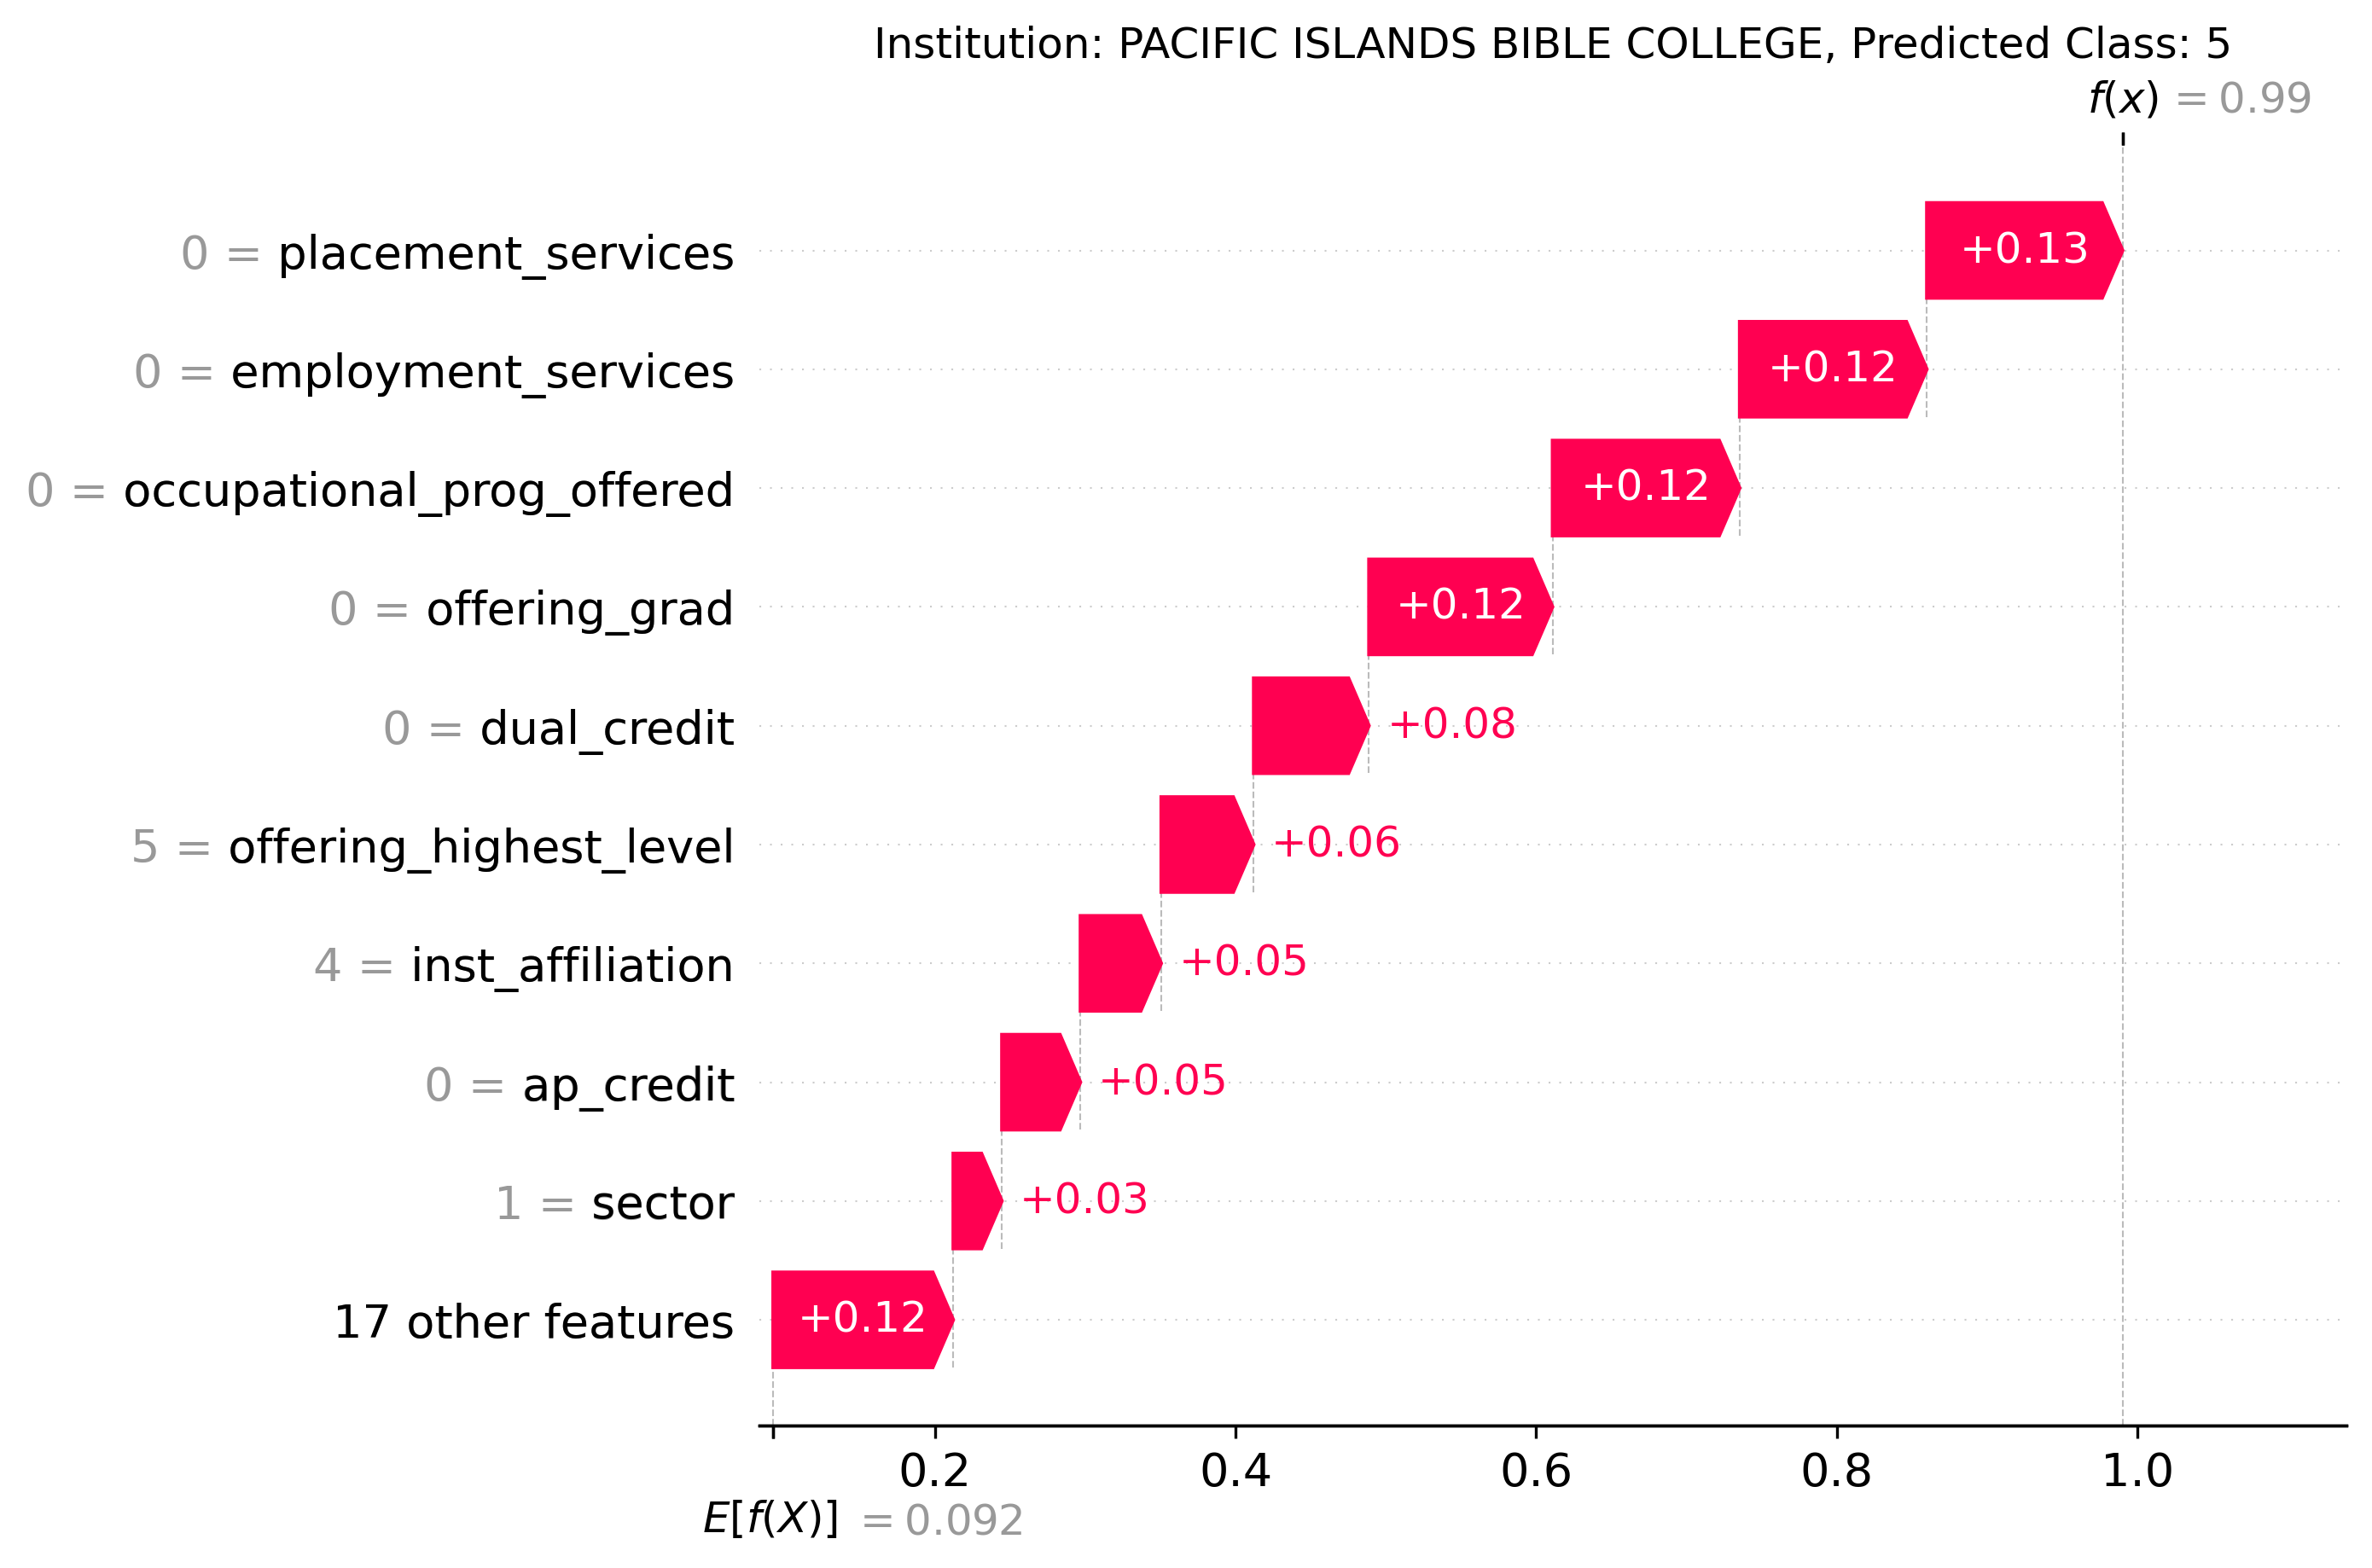 Institution: PACIFIC ISLANDS BIBLE COLLEGE, Predicted Class: 5
f(x) = 0.99
0 = placement_services +0.13
0 = employment_services +0.12
0 = occupational_prog_offered +0.12
0 = offering_grad +0.12
0 = dual_credit +0.08
5 = offering_highest_level +0.06
4 = inst_affiliation +0.05
0 = ap_credit +0.05
1 = sector +0.03
17 other features +0.12
0.2 0.4 0.6 0.8 1.0
E[f(X)] = 0.092